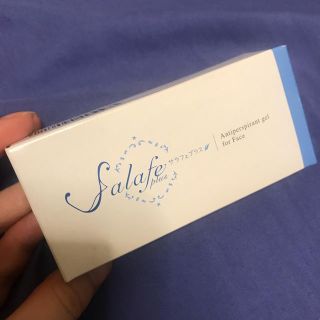 Salafe
plus
サラフェプラス
Antiperspirant gel
for Face